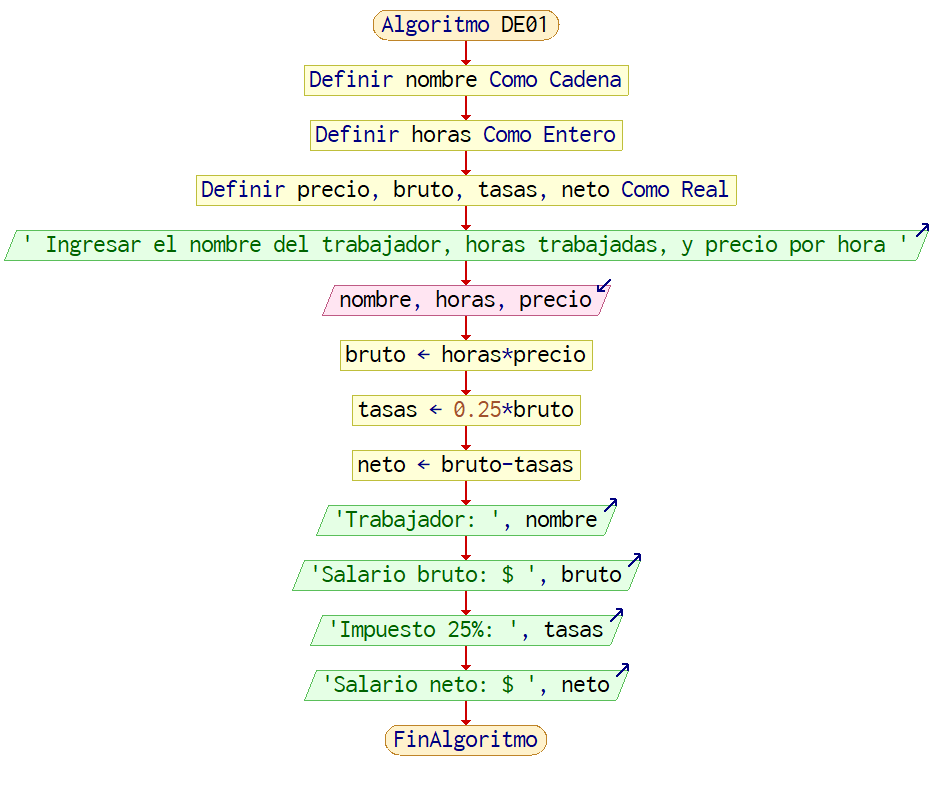 Algoritmo DE01
Definir nombre Como Cadena
Definir horas Como Entero
Definir precio, bruto, tasas, neto Como Real
' Ingresar el nombre del trabajador, horas trabajadas, y precio por hora '
nombre, horas, precio
bruto ← horas*precio
tasas ← 0.25*bruto
neto ← bruto-tasas
'Trabajador: ', nombre
'Salario bruto: $ ', bruto
'Impuesto 25%: ', tasas
'Salario neto: $ ', neto
FinAlgoritmo